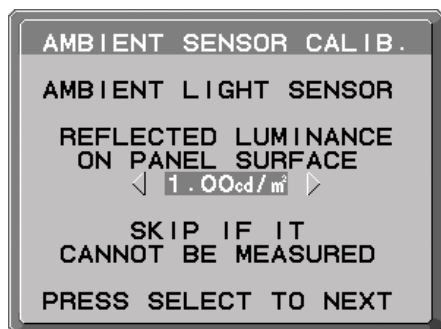 AMBIENT SENSOR CALIB.
AMBIENT LIGHT SENSOR
REFLECTED LUMINANCE
ON PANEL SURFACE
1.00cd/㎡
SKIP IF IT
CANNOT BE MEASURED
PRESS SELECT TO NEXT